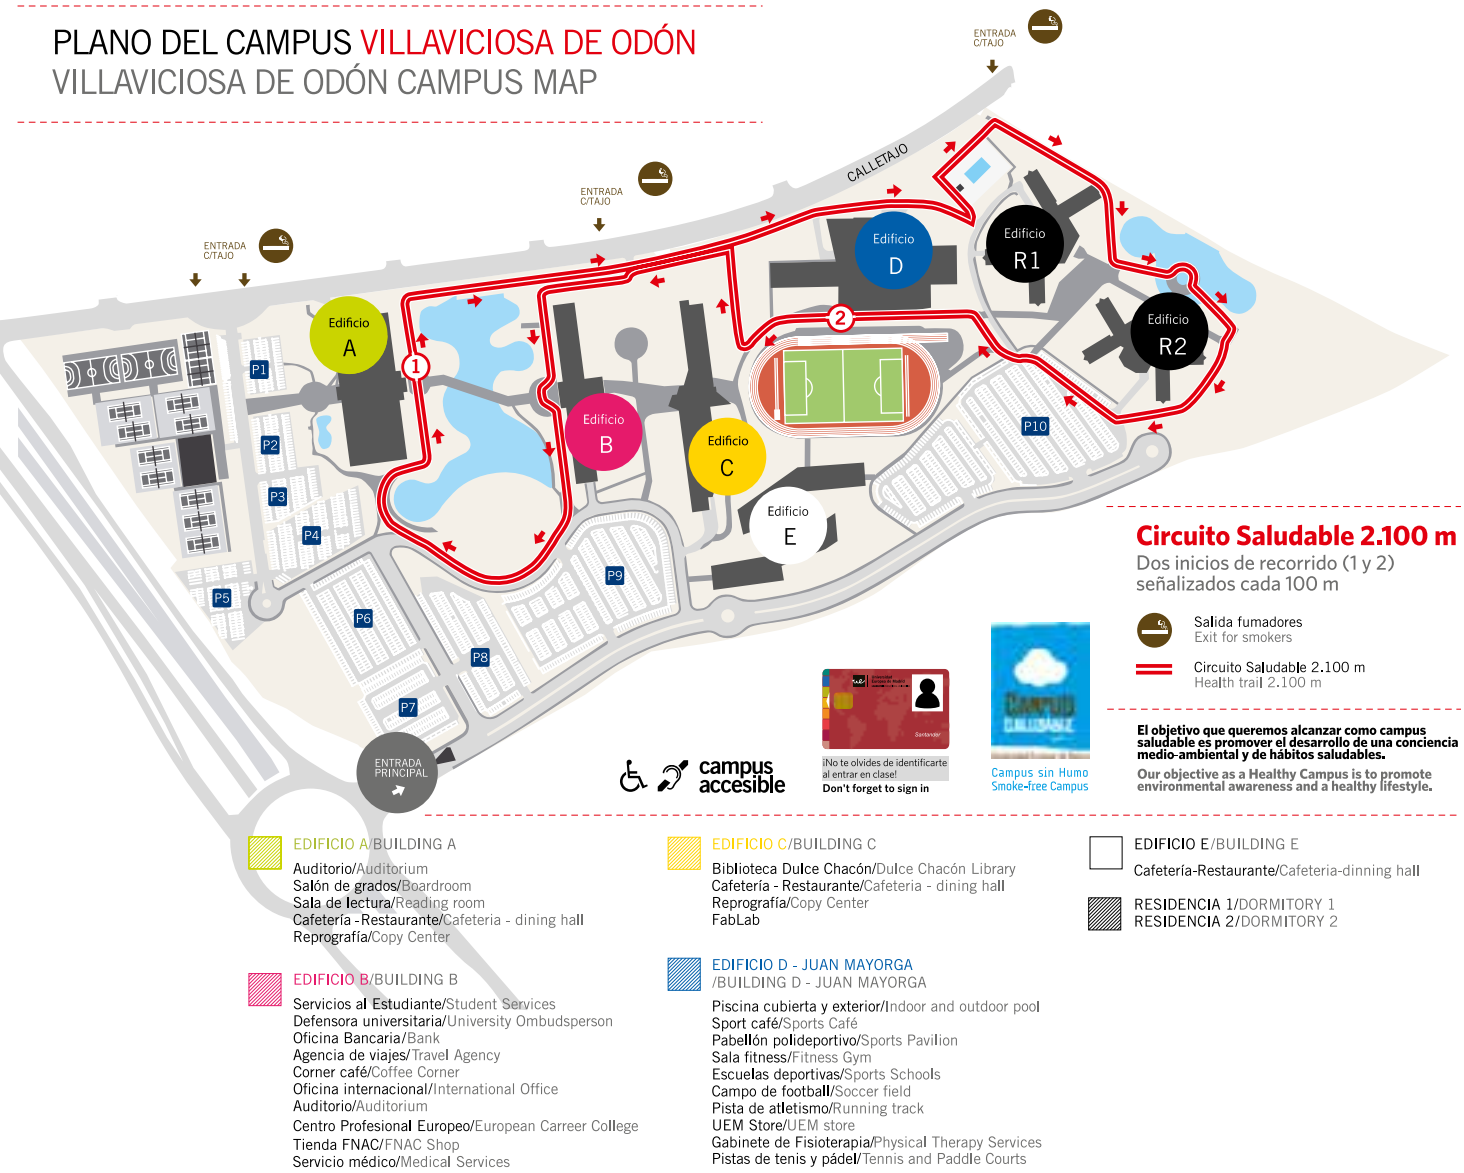 PLANO DEL CAMPUS VILLAVICIOSA DE ODÓN
VILLAVICIOSA DE ODÓN CAMPUS MAP
ENTRADA
C/TAJO
ENTRADA
C/TAJO
ENTRADA
C/TAJO
CALLETAJO
Edificio
A
Edificio
B
Edificio
C
Edificio
D
Edificio
E
Edificio
R1
Edificio
R2
1
2
P1
P2
P3
P4
P5
P6
P7
P8
P9
P10
ENTRADA
PRINCIPAL
Circuito Saludable 2.100 m
Dos inicios de recorrido (1 y 2)
señalizados cada 100 m
Salida fumadores
Exit for smokers
Circuito Saludable 2.100 m
Health trail 2.100 m
El objetivo que queremos alcanzar como campus
saludable es promover el desarrollo de una conciencia
medio-ambiental y de hábitos saludables.
Our objective as a Healthy Campus is to promote
environmental awareness and a healthy lifestyle.
campus
accesible
ue
Santander
¡No te olvides de identificarte
al entrar en clase!
Don't forget to sign in
CAMPUS
SALUDABLE
Campus sin Humo
Smoke-free Campus
EDIFICIO A/BUILDING A
Auditorio/Auditorium
Salón de grados/Boardroom
Sala de lectura/Reading room
Cafetería - Restaurante/Cafeteria - dining hall
Reprografía/Copy Center
EDIFICIO B/BUILDING B
Servicios al Estudiante/Student Services
Defensora universitaria/University Ombudsperson
Oficina Bancaria/Bank
Agencia de viajes/Travel Agency
Corner café/Coffee Corner
Oficina internacional/International Office
Auditorio/Auditorium
Centro Profesional Europeo/European Carreer College
Tienda FNAC/FNAC Shop
Servicio médico/Medical Services
EDIFICIO C/BUILDING C
Biblioteca Dulce Chacón/Dulce Chacón Library
Cafetería - Restaurante/Cafeteria - dining hall
Reprografía/Copy Center
FabLab
EDIFICIO D - JUAN MAYORGA
/BUILDING D - JUAN MAYORGA
Piscina cubierta y exterior/Indoor and outdoor pool
Sport café/Sports Café
Pabellón polideportivo/Sports Pavilion
Sala fitness/Fitness Gym
Escuelas deportivas/Sports Schools
Campo de football/Soccer field
Pista de atletismo/Running track
UEM Store/UEM store
Gabinete de Fisioterapia/Physical Therapy Services
Pistas de tenis y pádel/Tennis and Paddle Courts
EDIFICIO E/BUILDING E
Cafetería-Restaurante/Cafeteria-dinning hall
RESIDENCIA 1/DORMITORY 1
RESIDENCIA 2/DORMITORY 2